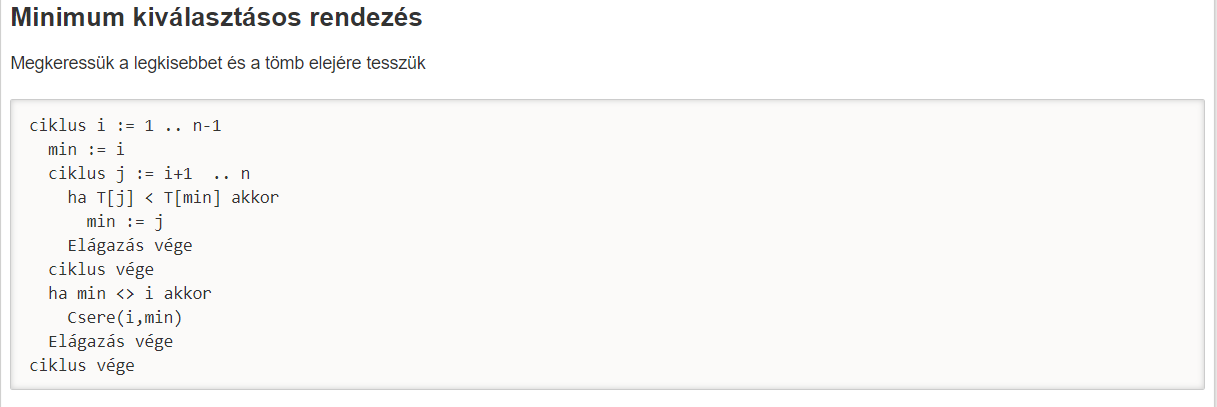 Minimum kiválasztásos rendezés
Megkeressük a legkisebbet és a tömb elejére tesszük
ciklus i := 1 .. n-1
  min := i
  ciklus j := i+1  .. n
    ha T[j] < T[min] akkor
      min := j
    Elágazás vége
  ciklus vége
  ha min <> i akkor
    Csere(i,min)
  Elágazás vége
ciklus vége